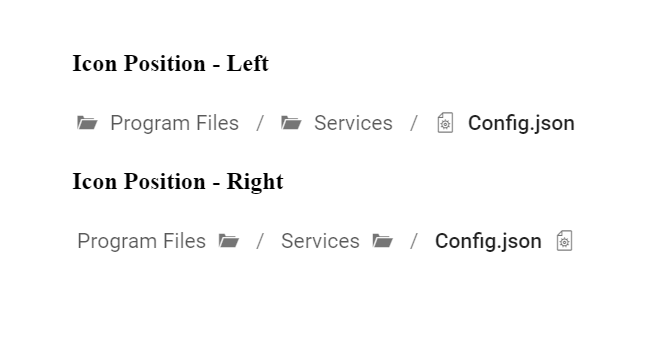 Icon Position - Left
Program Files / Services / Config.json
Icon Position - Right
Program Files / Services / Config.json